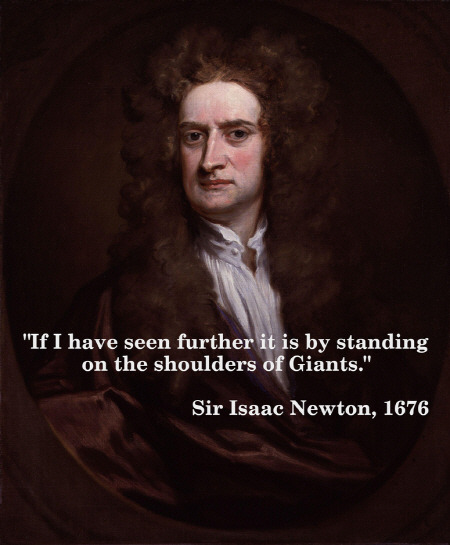 "If I have seen further it is by standing
on the shoulders of Giants."
Sir Isaac Newton, 1676